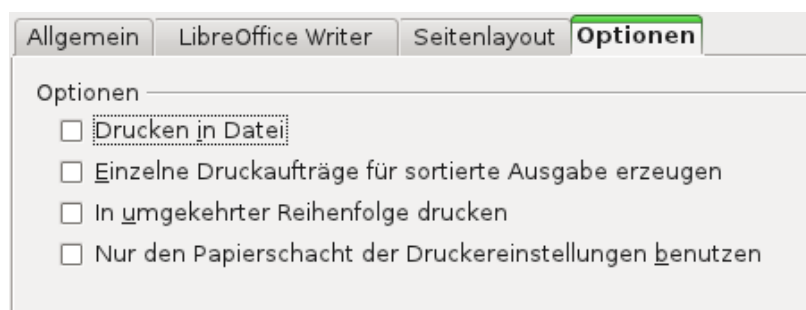 Allgemein LibreOffice Writer Seitenlayout Optionen
Optionen
Drucken in Datei
Einzelne Druckaufträge für sortierte Ausgabe erzeugen
In umgekehrter Reihenfolge drucken
Nur den Papierschacht der Druckereinstellungen benutzen